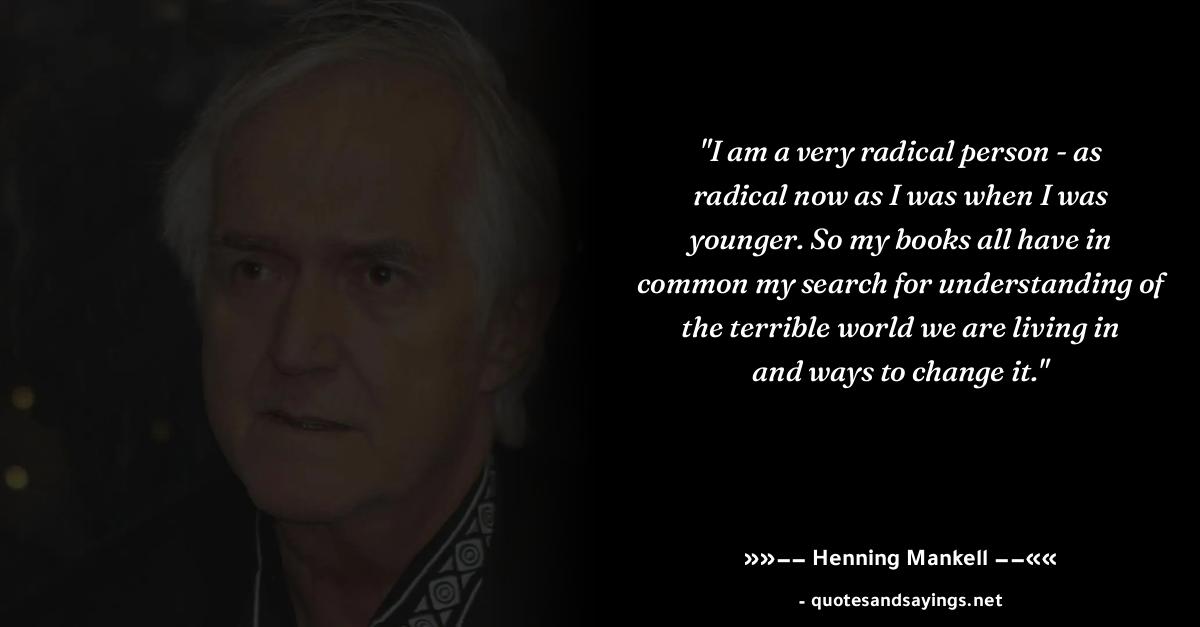 "I am a very radical person - as
radical now as I was when I was
younger. So my books all have in
common my search for understanding of
the terrible world we are living in
and ways to change it."
»»−− Henning Mankell −−««
- quotesandsayings.net